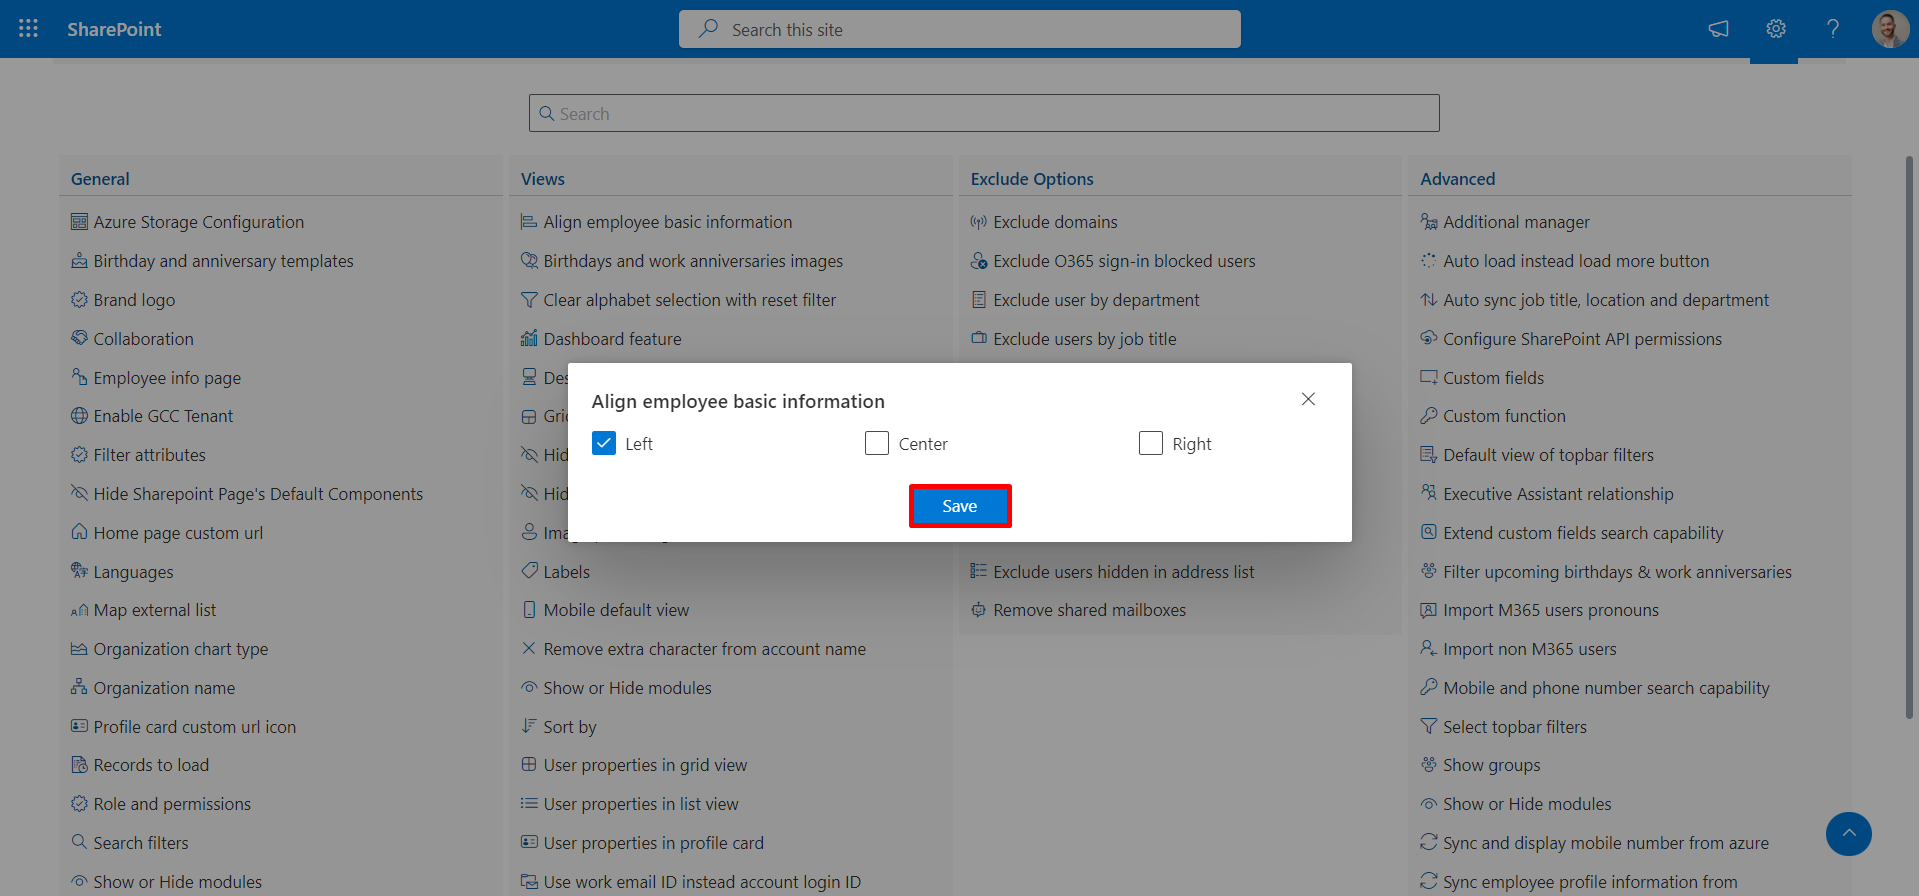 SharePoint
Search this site
Search
General
Azure Storage Configuration
Birthday and anniversary templates
Brand logo
Collaboration
Employee info page
Enable GCC Tenant
Filter attributes
Hide Sharepoint Page's Default Components
Home page custom url
Languages
Map external list
Organization chart type
Organization name
Profile card custom url icon
Records to load
Role and permissions
Search filters
Show or Hide modules
Views
Align employee basic information
Birthdays and work anniversaries images
Clear alphabet selection with reset filter
Dashboard feature
Labels
Mobile default view
Remove extra character from account name
Show or Hide modules
Sort by
User properties in grid view
User properties in list view
User properties in profile card
Use work email ID instead account login ID
Exclude Options
Exclude domains
Exclude O365 sign-in blocked users
Exclude user by department
Exclude users by job title
Exclude users hidden in address list
Remove shared mailboxes
Advanced
Additional manager
Auto load instead load more button
Auto sync job title, location and department
Configure SharePoint API permissions
Custom fields
Custom function
Default view of topbar filters
Executive Assistant relationship
Extend custom fields search capability
Filter upcoming birthdays & work anniversaries
Import M365 users pronouns
Import non M365 users
Mobile and phone number search capability
Select topbar filters
Show groups
Show or Hide modules
Sync and display mobile number from azure
Sync employee profile information from
Align employee basic information
Left
Center
Right
Save